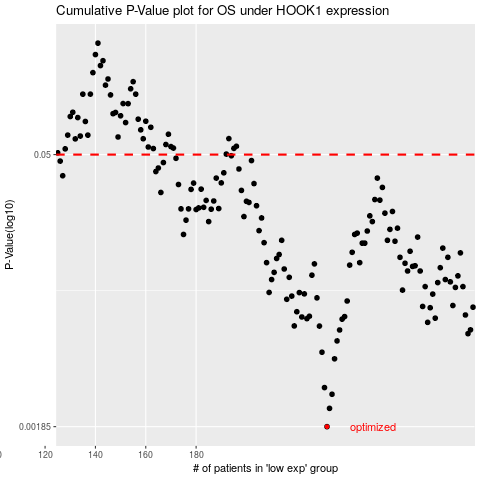 Cumulative P-Value plot for OS under HOOK1 expression
P-Value(log10)
0.05
0.00185
optimized
0
120
140
160
180
# of patients in 'low exp' group